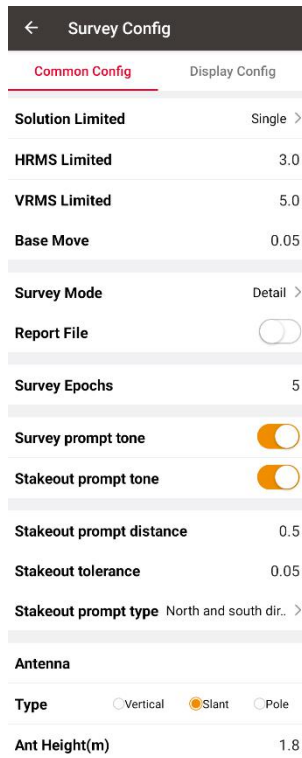 Survey Config
Common Config Display Config
Solution Limited Single
HRMS Limited 3.0
VRMS Limited 5.0
Base Move 0.05
Survey Mode Detail
Report File
Survey Epochs 5
Survey prompt tone
Stakeout prompt tone
Stakeout prompt distance 0.5
Stakeout tolerance 0.05
Stakeout prompt type North and south dir..
Antenna
Type Vertical Slant Pole
Ant Height(m) 1.8